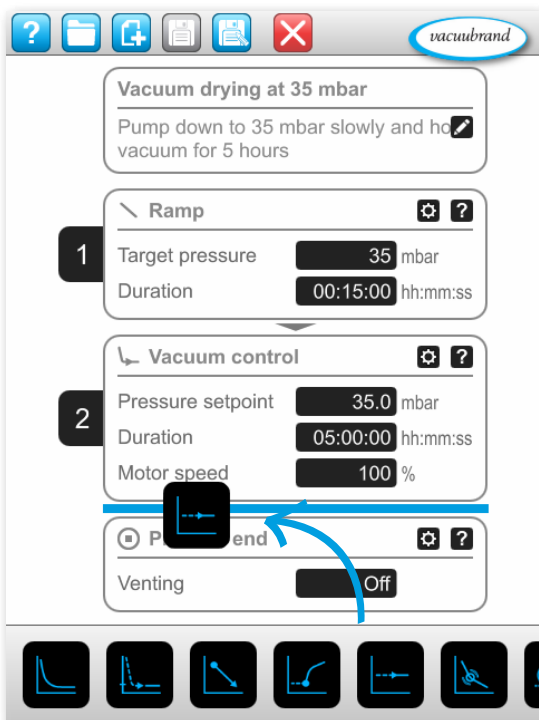 ?
vacuubrand
Vacuum drying at 35 mbar
Pump down to 35 mbar slowly and ho
vacuum for 5 hours
1
Ramp ?
Target pressure 35 mbar
Duration 00:15:00 hh:mm:ss
2
Vacuum control ?
Pressure setpoint 35.0 mbar
Duration 05:00:00 hh:mm:ss
Motor speed 100 %
P end ?
Venting Off